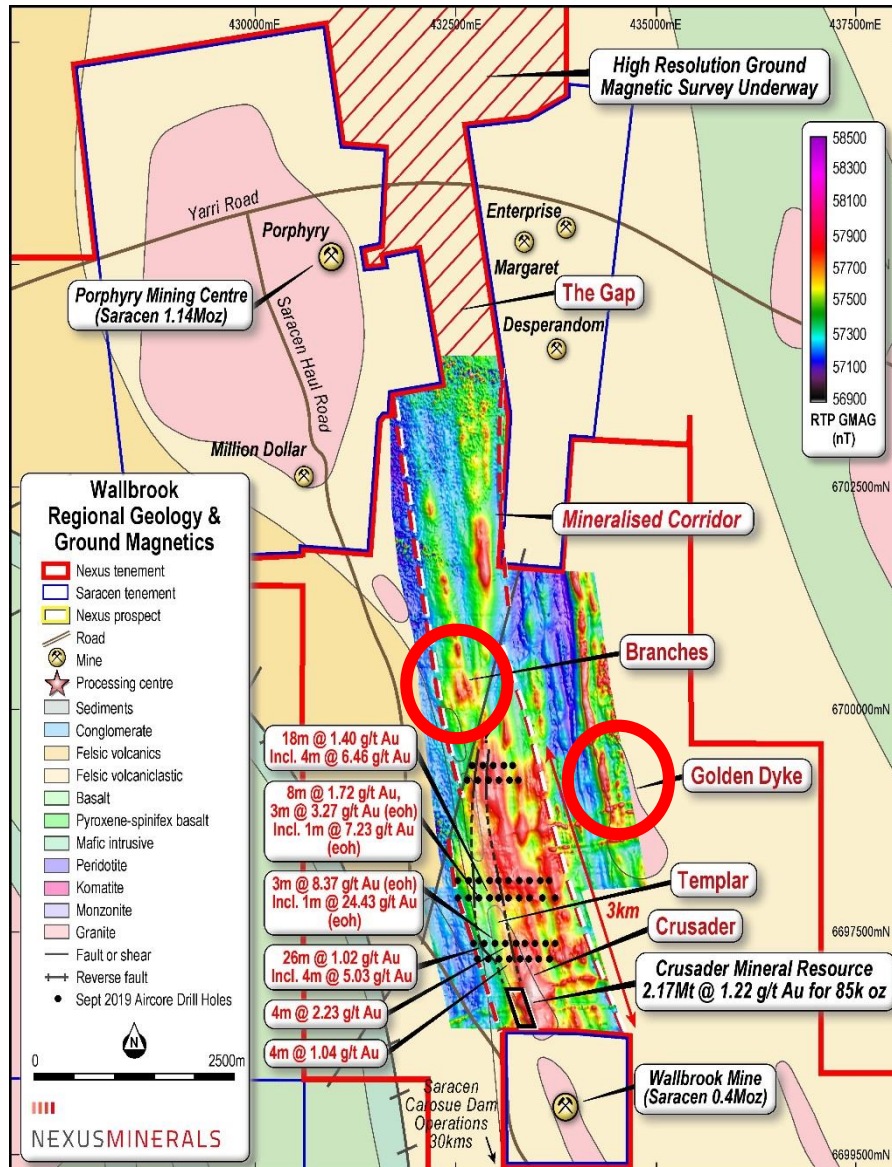 430000mE
432500mE
435000mE
437500mE
High Resolution Ground
Magnetic Survey Underway
58500
58300
58100
57900
57700
57500
57300
57100
56900
RTP GMAG
(nT)
Yarri Road
Porphyry
Enterprise
Margaret
Porphyry Mining Centre
(Saracen 1.14Moz)
The Gap
Desperandom
Saracen Haul Road
Million Dollar
6702500mN
Mineralised Corridor
Wallbrook
Regional Geology &
Ground Magnetics
Nexus tenement
Saracen tenement
Nexus prospect
Road
Mine
Processing centre
Sediments
Conglomerate
Felsic volcanics
Felsic volcaniclastic
Basalt
Pyroxene-spinifex basalt
Mafic intrusive
Peridotite
Komatite
Monzonite
Granite
Fault or shear
Reverse fault
Sept 2019 Aircore Drill Holes
N
0
2500m
NEXUSMINERALS
Branches
6700000mN
18m @ 1.40 g/t Au
Incl. 4m @ 6.46 g/t Au
Golden Dyke
8m @ 1.72 g/t Au,
3m @ 3.27 g/t Au (eoh)
Incl. 1m @ 7.23 g/t Au
(eoh)
3m @ 8.37 g/t Au (eoh)
Incl. 1m @ 24.43 g/t Au
(eoh)
Templar
3km
Crusader
6697500mN
26m @ 1.02 g/t Au
Incl. 4m @ 5.03 g/t Au
Crusader Mineral Resource
2.17Mt @ 1.22 g/t Au for 85k oz
4m @ 2.23 g/t Au
4m @ 1.04 g/t Au
Saracen
Carosue Dam
Operations
30kms
Wallbrook Mine
(Saracen 0.4Moz)
6699500mN